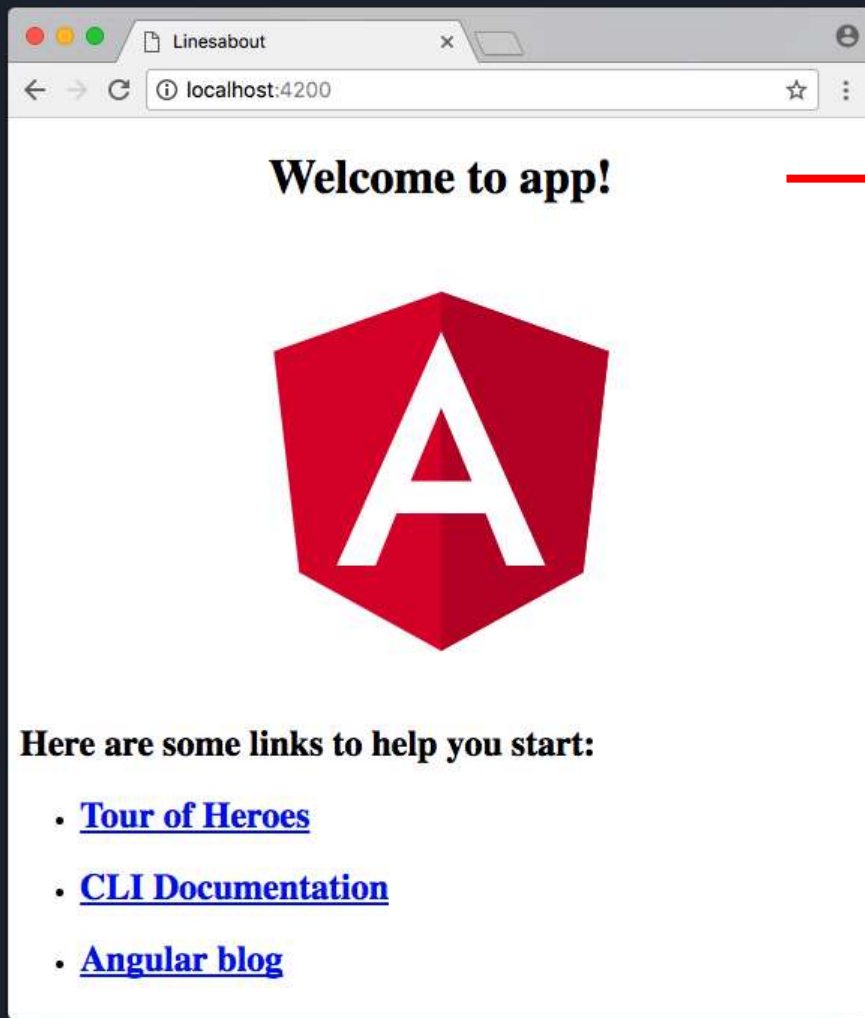 Linesabout
localhost:4200
Welcome to app!
A
Here are some links to help you start:
Tour of Heroes
CLI Documentation
Angular blog